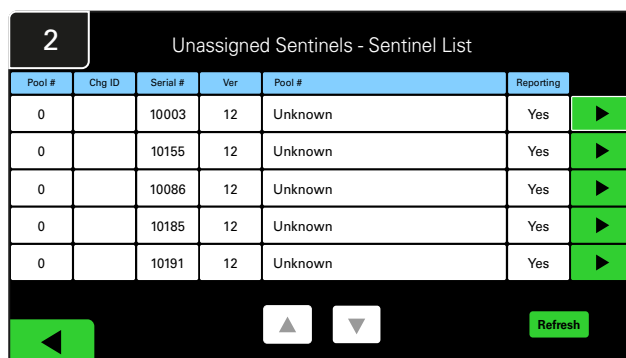 2
Unassigned Sentinels - Sentinel List
Pool # Chg ID Serial # Ver Pool # Reporting
0 10003 12 Unknown Yes
0 10155 12 Unknown Yes
0 10086 12 Unknown Yes
0 10185 12 Unknown Yes
0 10191 12 Unknown Yes
Refresh